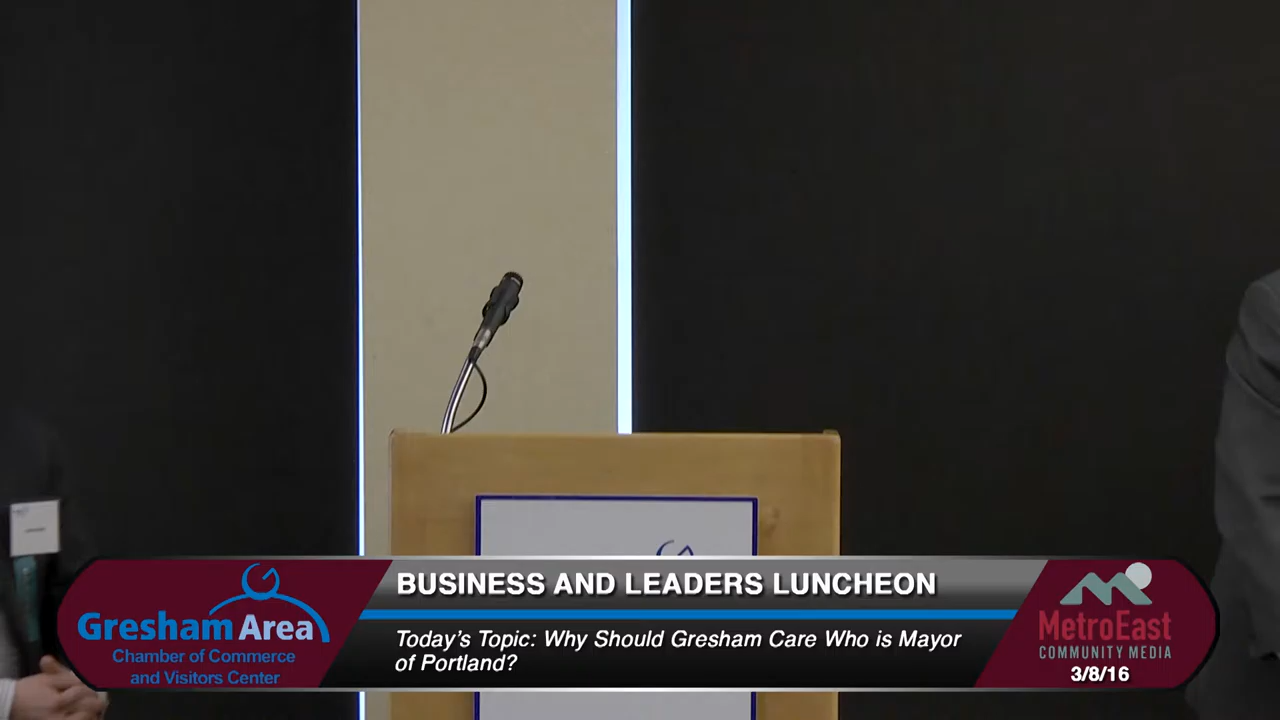 BUSINESS AND LEADERS LUNCHEON
Gresham Area
Chamber of Commerce
and Visitors Center
Today's Topic: Why Should Gresham Care Who is Mayor
of Portland?
MetroEast
COMMUNITY MEDIA
3/8/16